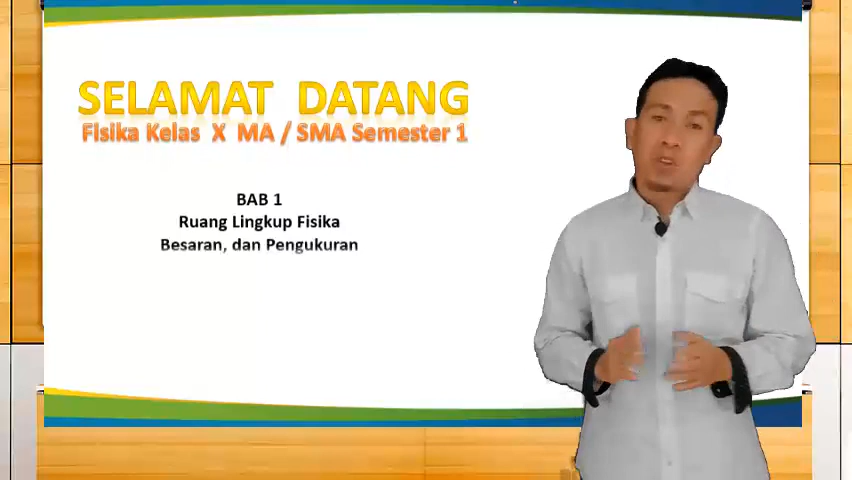 SELAMAT DATANG
Fisika Kelas X MA / SMA Semester 1
BAB 1
Ruang Lingkup Fisika
Besaran, dan Pengukuran